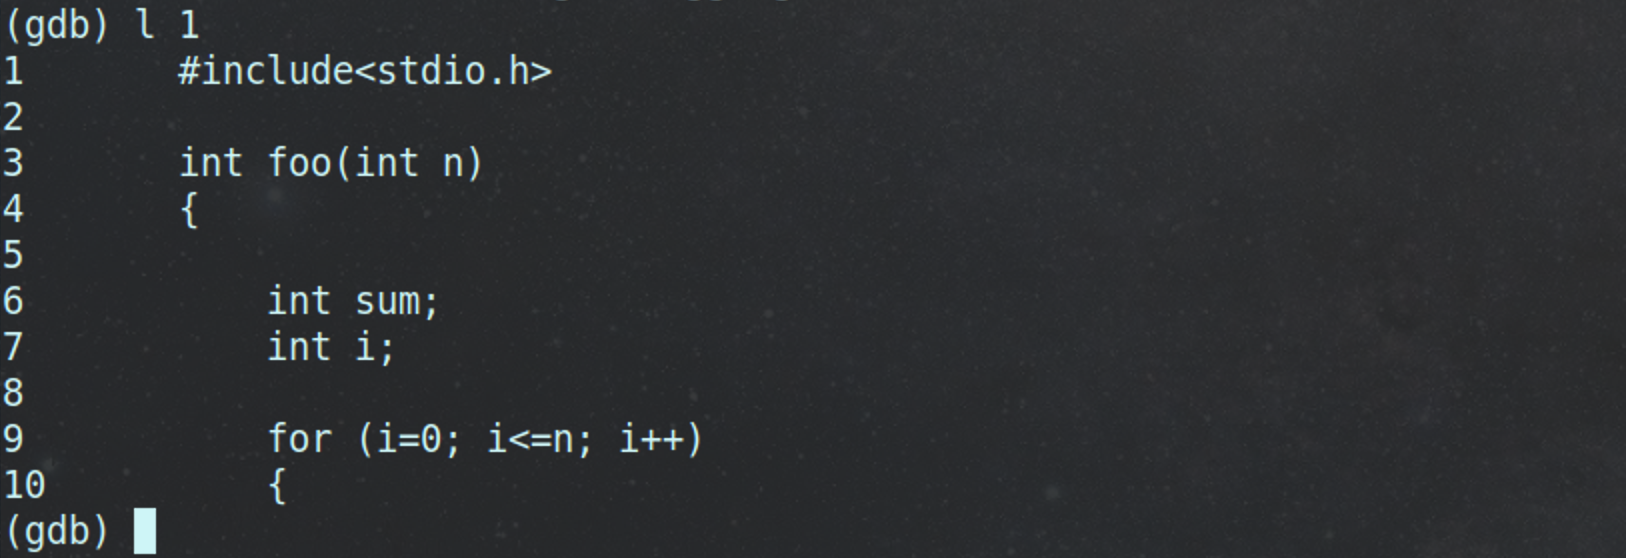 (gdb) l 1
1       #include<stdio.h>
2
3       int foo(int n)
4       {
5
6           int sum;
7           int i;
8
9           for (i=0; i<=n; i++)
10          {
(gdb)